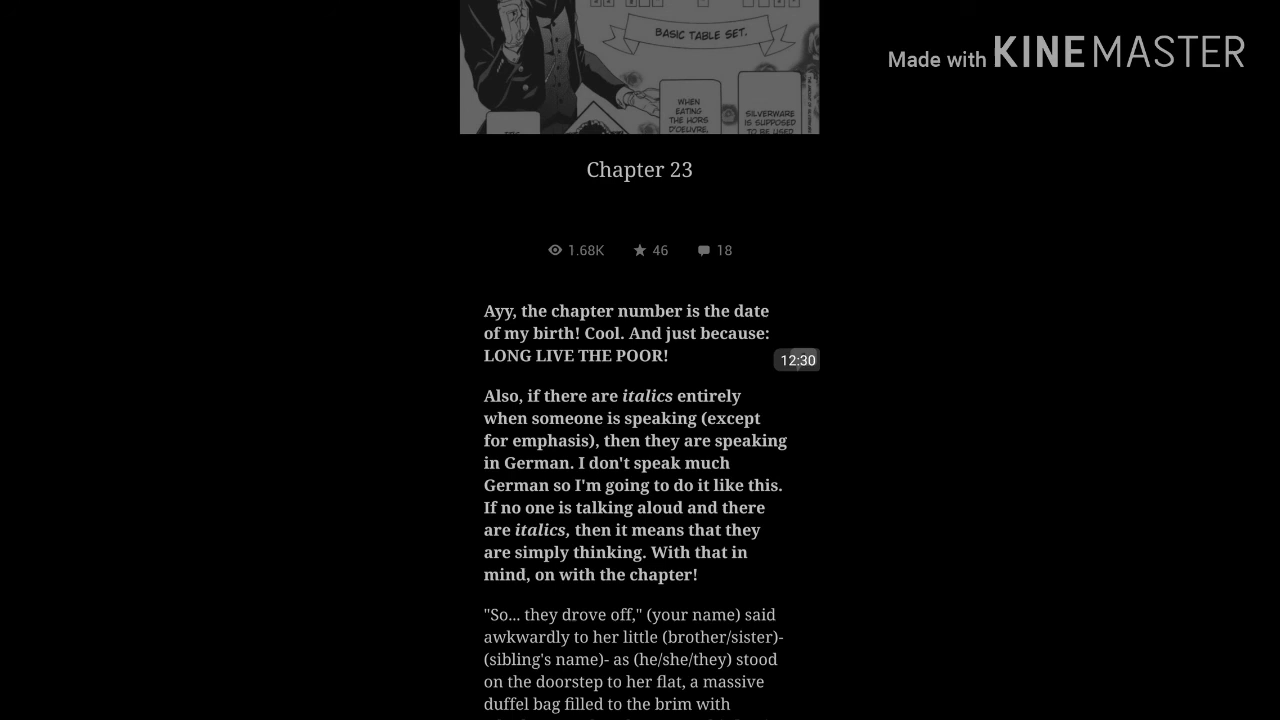 BASIC TABLE SET.
Made with KINEMASTER
WHEN
EATING
THE HORS
D'OEUVRE,
SILVERWARE
IS SUPPOSED
TO BE USED
Chapter 23
1.68K 46 18
Ayy, the chapter number is the date
of my birth! Cool. And just because:
LONG LIVE THE POOR!
12:30
Also, if there are italics entirely
when someone is speaking (except
for emphasis), then they are speaking
in German. I don't speak much
German so I'm going to do it like this.
If no one is talking aloud and there
are italics, then it means that they
are simply thinking. With that in
mind, on with the chapter!
"So... they drove off," (your name) said
awkwardly to her little (brother/sister)-
(sibling's name)- as (he/she/they) stood
on the doorstep to her flat, a massive
duffel bag filled to the brim with